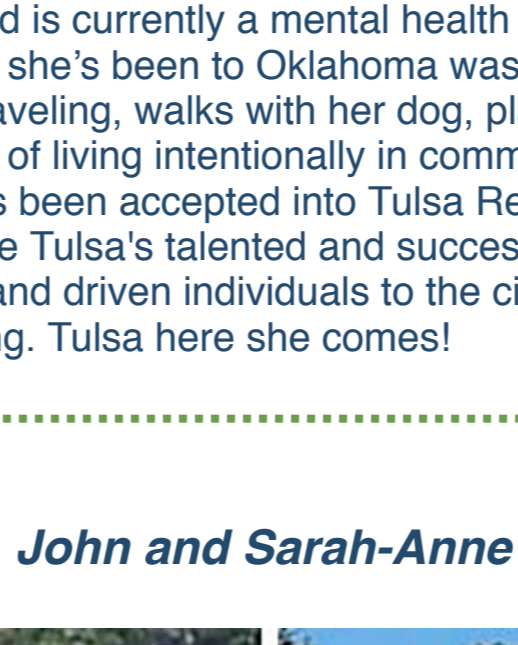 d is currently a mental health
she's been to Oklahoma was
aveling, walks with her dog, pl
of living intentionally in comm
s been accepted into Tulsa Re
e Tulsa's talented and succes
and driven individuals to the ci
g. Tulsa here she comes!
John and Sarah-Anne